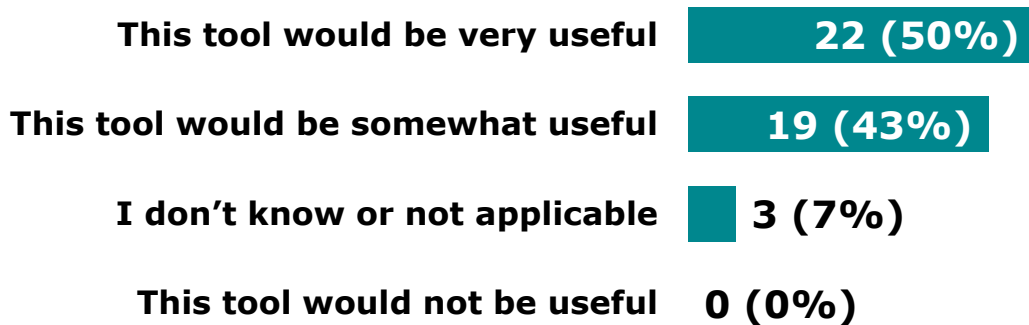 This tool would be very useful 22 (50%)
This tool would be somewhat useful 19 (43%)
I don’t know or not applicable 3 (7%)
This tool would not be useful 0 (0%)